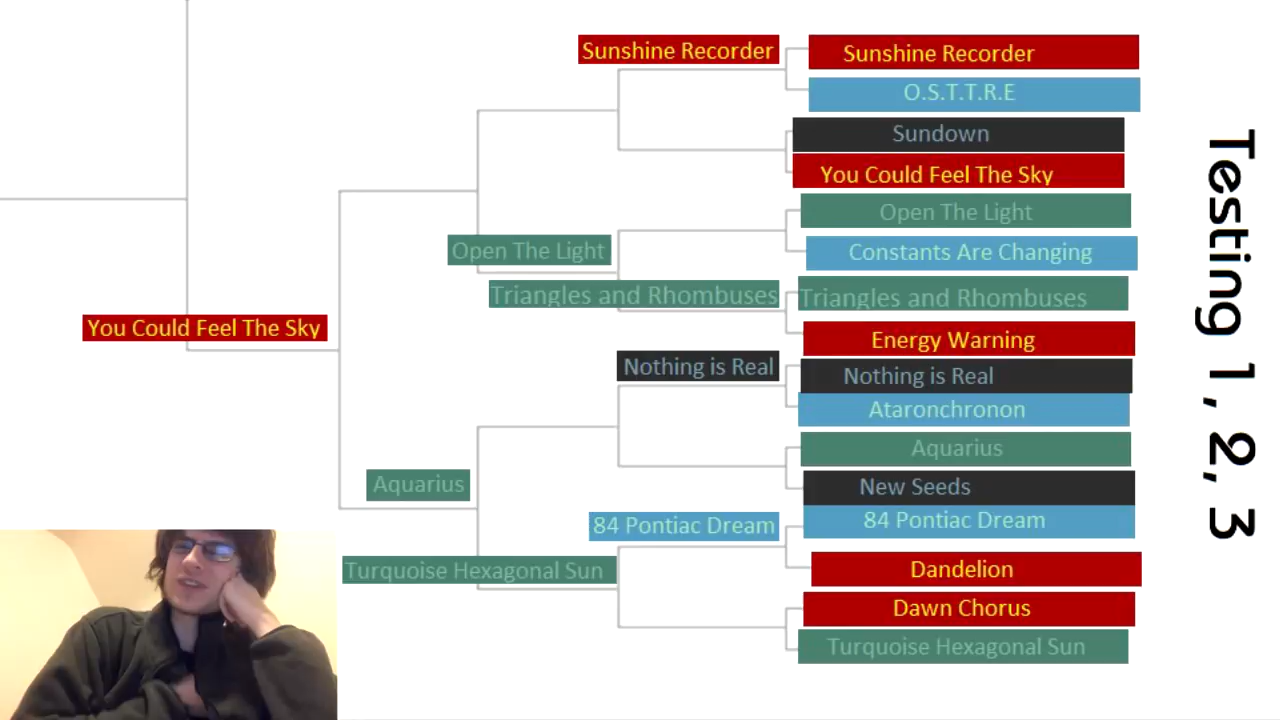 Sunshine Recorder
Sunshine Recorder
O.S.T.T.R.E
Sundown
You Could Feel The Sky
Open The Light
Open The Light
Constants Are Changing
Triangles and Rhombuses
Triangles and Rhombuses
You Could Feel The Sky
Energy Warning
Nothing is Real
Nothing is Real
Ataronchronon
Aquarius
Aquarius
New Seeds
84 Pontiac Dream
84 Pontiac Dream
Turquoise Hexagonal Sun
Dandelion
Dawn Chorus
Turquoise Hexagonal Sun
Testing 1, 2, 3